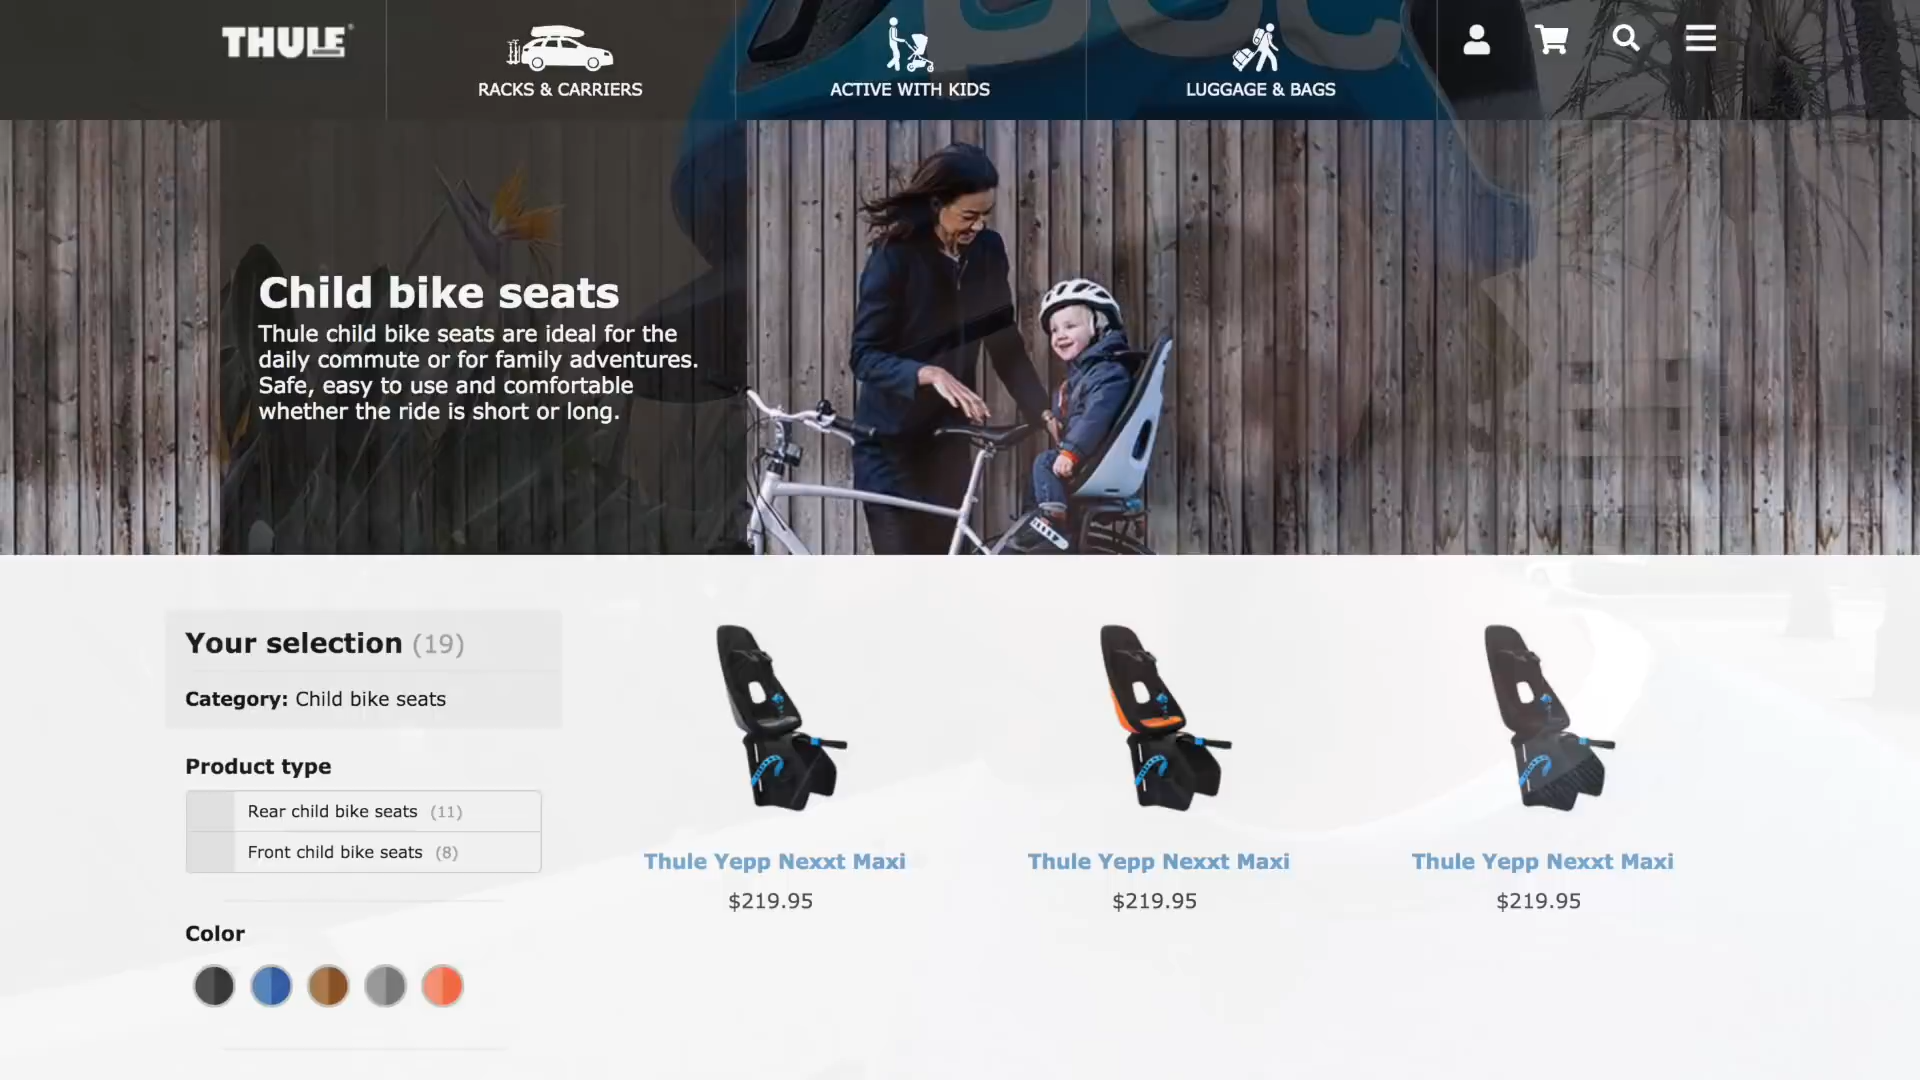 THULE
RACKS & CARRIERS
ACTIVE WITH KIDS
LUGGAGE & BAGS
Child bike seats
Thule child bike seats are ideal for the
daily commute or for family adventures.
Safe, easy to use and comfortable
whether the ride is short or long.
Your selection (19)
Category: Child bike seats
Product type
Rear child bike seats (11)
Front child bike seats (8)
Color
Thule Yepp Nexxt Maxi
$219.95
Thule Yepp Nexxt Maxi
$219.95
Thule Yepp Nexxt Maxi
$219.95